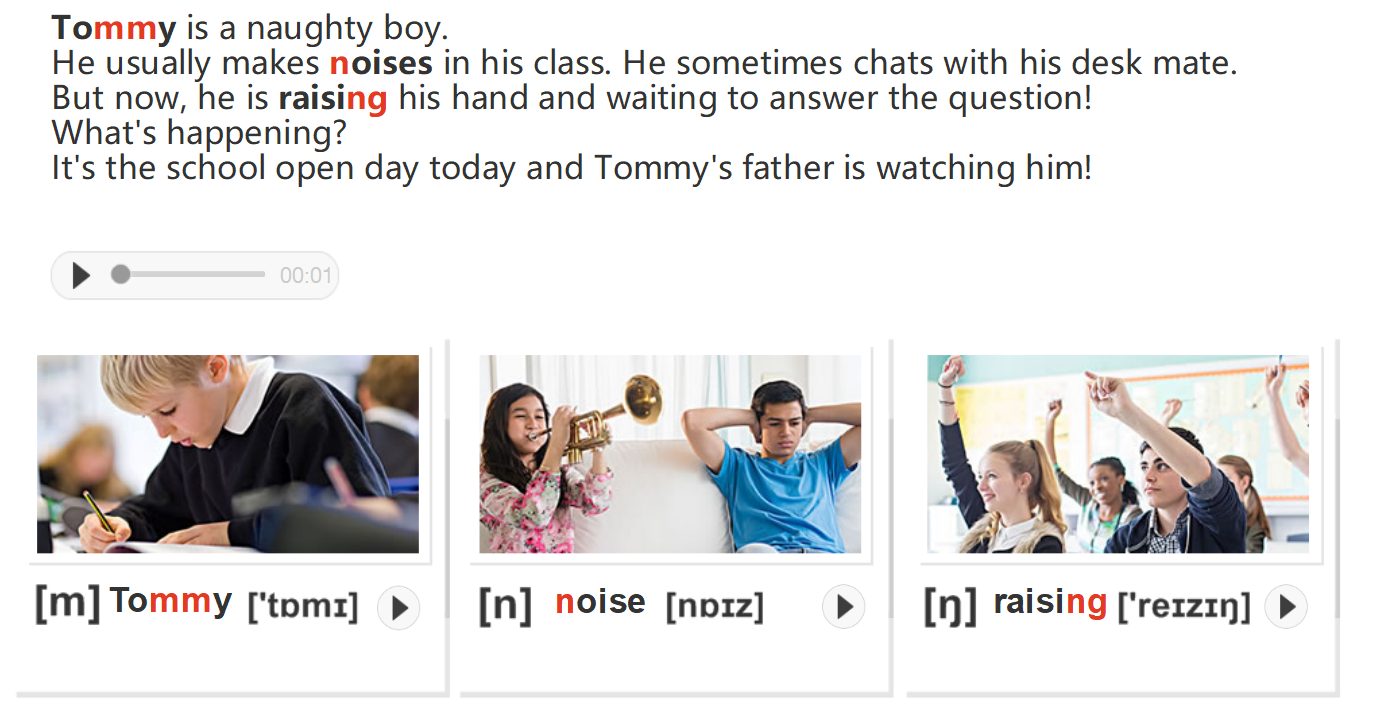 Tommy is a naughty boy.
He usually makes noises in his class. He sometimes chats with his desk mate.
But now, he is raising his hand and waiting to answer the question!
What's happening?
It's the school open day today and Tommy's father is watching him!
00:01
[m] Tommy ['tɒmɪ]
[n] noise [nɒɪz]
[ŋ] raising ['reɪzɪŋ]